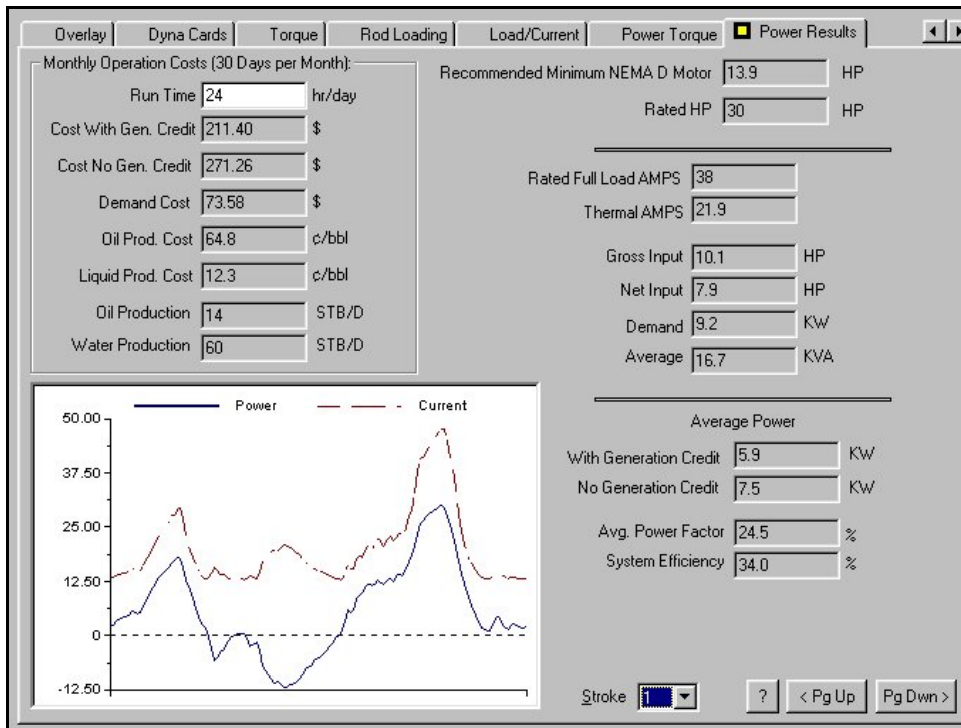 Overlay Dyna Cards Torque Rod Loading Load/Current Power Torque Power Results
Monthly Operation Costs (30 Days per Month):
Run Time 24 hr/day
Cost With Gen. Credit 211.40 $
Cost No Gen. Credit 271.26 $
Demand Cost 73.58 $
Oil Prod. Cost 64.8 ¢/bbl
Liquid Prod. Cost 12.3 ¢/bbl
Oil Production 14 STB/D
Water Production 60 STB/D
Recommended Minimum NEMA D Motor 13.9 HP
Rated HP 30 HP
Rated Full Load AMPS 38
Thermal AMPS 21.9
Gross Input 10.1 HP
Net Input 7.9 HP
Demand 9.2 KW
Average 16.7 KVA
Average Power
With Generation Credit 5.9 KW
No Generation Credit 7.5 KW
Avg. Power Factor 24.5 %
System Efficiency 34.0 %
Power Current
50.00
37.50
25.00
12.50
0
-12.50
Stroke 1 ? < Pg Up Pg Dwn >